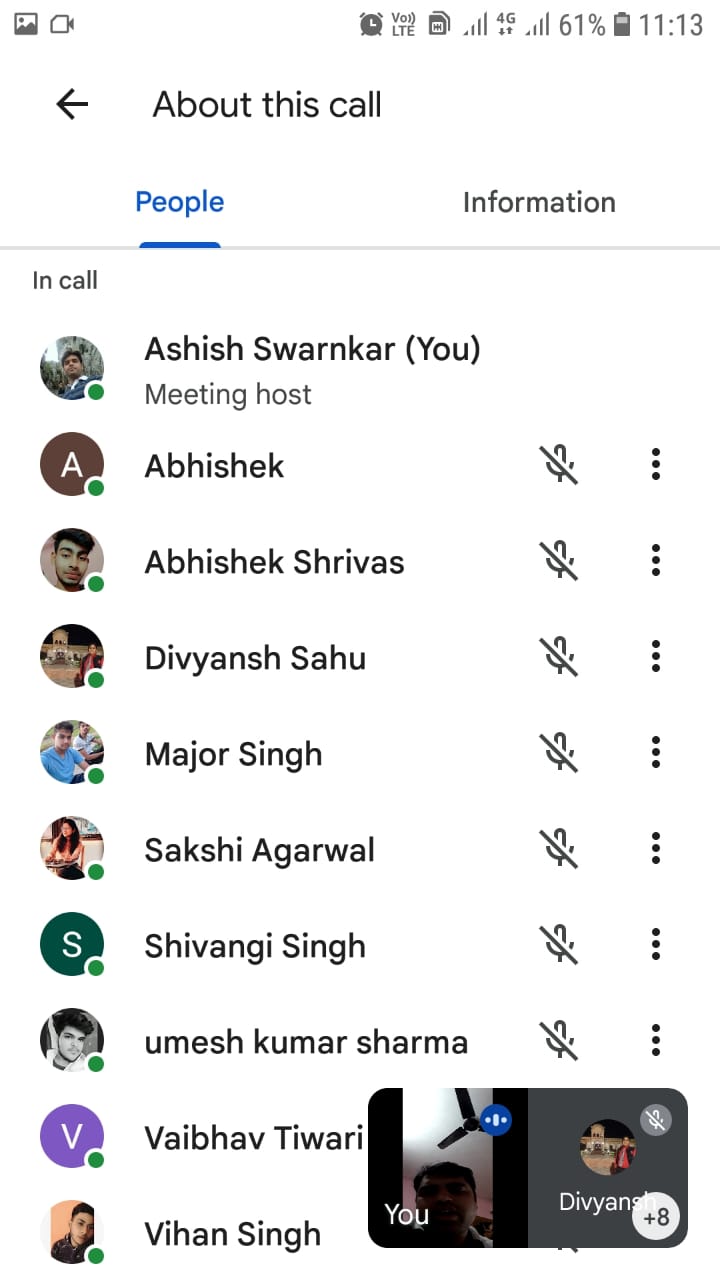 Vo))
LTE
4G
61%
11:13
About this call
People
Information
In call
Ashish Swarnkar (You)
Meeting host
A
Abhishek
Abhishek Shrivas
Divyansh Sahu
Major Singh
Sakshi Agarwal
S
Shivangi Singh
umesh kumar sharma
V
Vaibhav Tiwari
Vihan Singh
You
Divyansh
+8